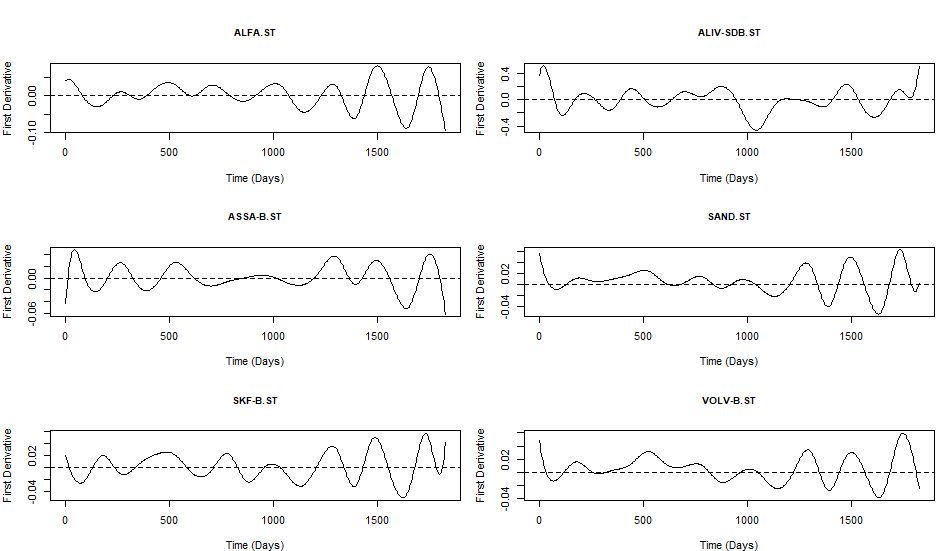 ALFA.ST
First Derivative
0.00
-0.10
0
500
1000
1500
Time (Days)
ALIV-SDB.ST
First Derivative
0.4
0.0
-0.4
0
500
1000
1500
Time (Days)
ASSA-B.ST
First Derivative
0.00
-0.06
0
500
1000
1500
Time (Days)
SAND.ST
First Derivative
0.02
-0.04
0
500
1000
1500
Time (Days)
SKF-B.ST
First Derivative
0.02
-0.04
0
500
1000
1500
Time (Days)
VOLV-B.ST
First Derivative
0.02
-0.04
0
500
1000
1500
Time (Days)